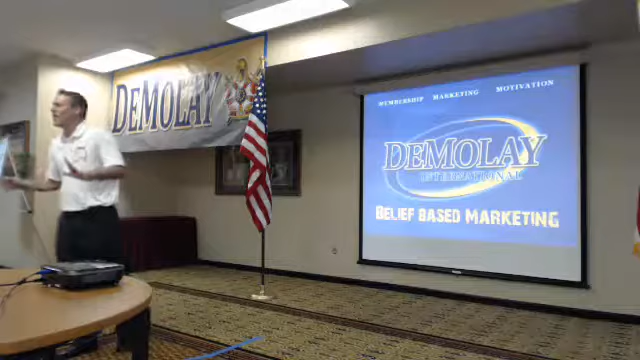 DEMOLAY
MEMBERSHIP MARKETING MOTIVATION
DEMOLAY
INTERNATIONAL
BELIEF BASED MARKETING